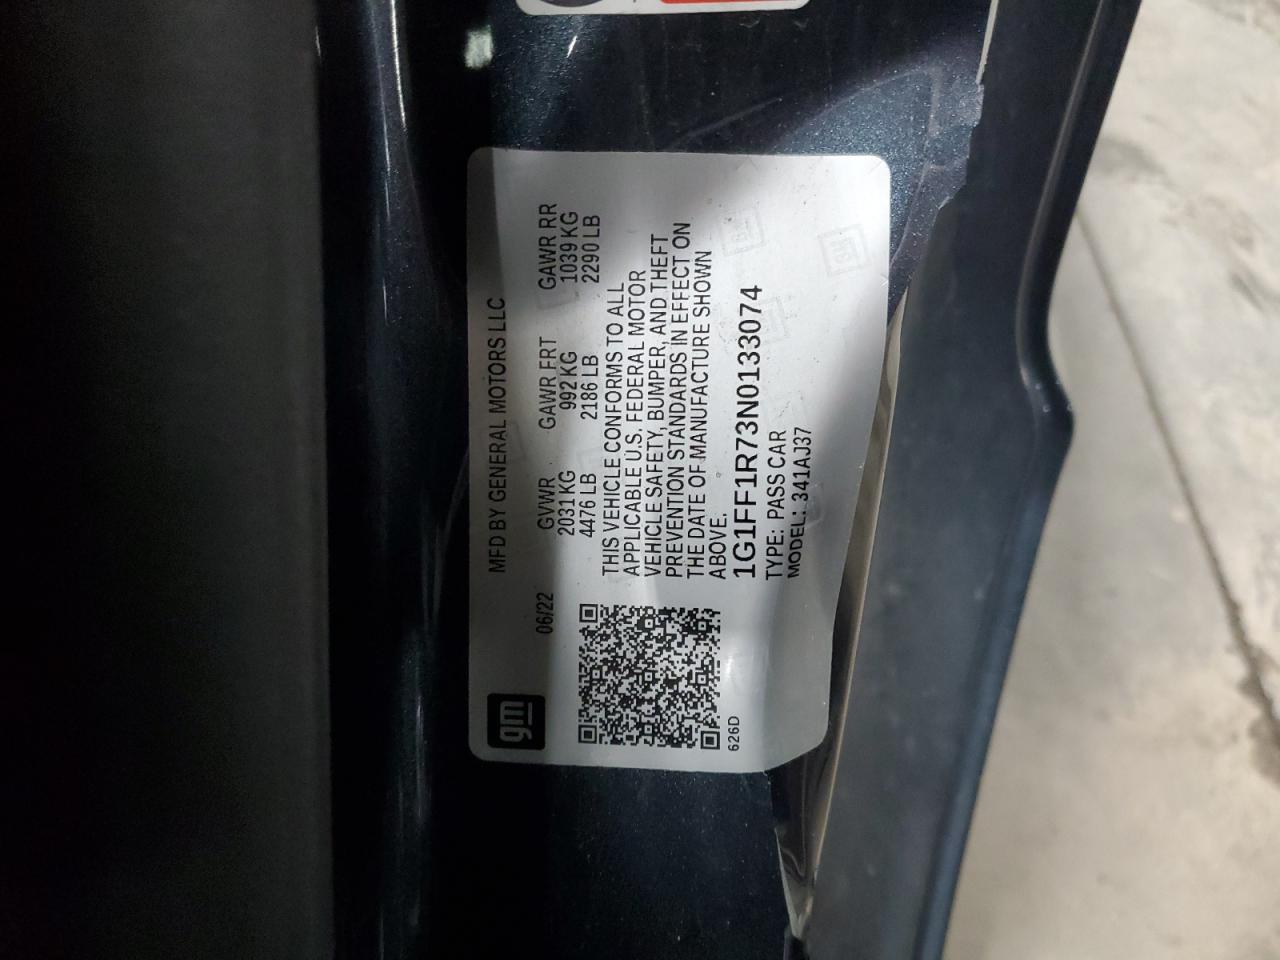 gm
MFD BY GENERAL MOTORS LLC
06/22
GVWR GAWR FRT GAWR RR
2031 KG 992 KG 1039 KG
4476 LB 2186 LB 2290 LB
THIS VEHICLE CONFORMS TO ALL
APPLICABLE U.S. FEDERAL MOTOR
VEHICLE SAFETY, BUMPER, AND THEFT
PREVENTION STANDARDS IN EFFECT ON
THE DATE OF MANUFACTURE SHOWN
ABOVE.
1G1FF1R73N0133074
TYPE: PASS CAR
MODEL: 341AJ37
626D